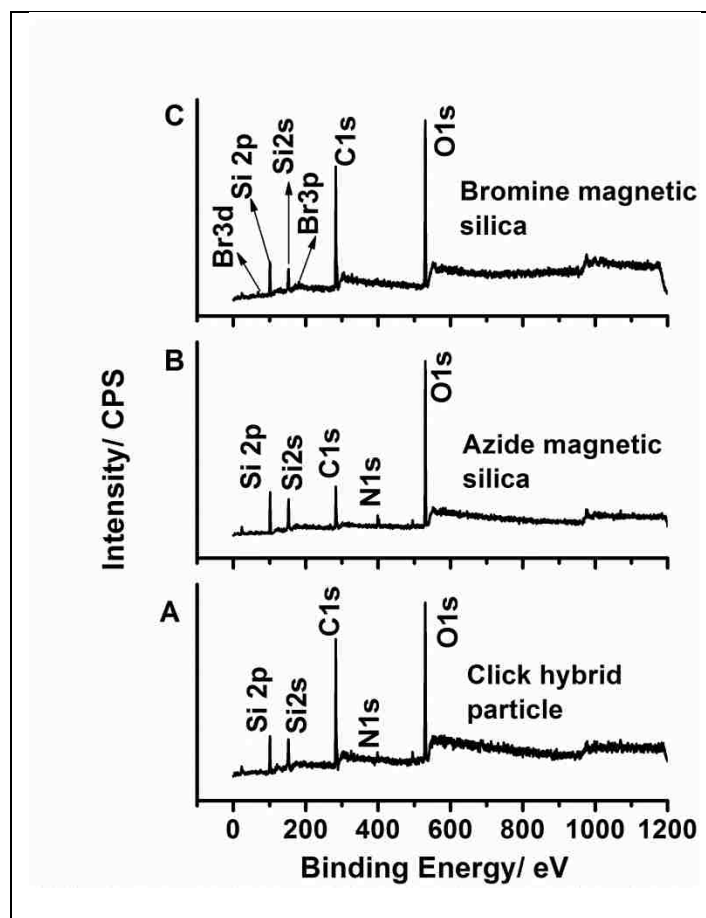 C
Br3d
Si 2p
Si2s
Br3p
C1s
O1s
Bromine magnetic
silica
B
Si 2p
Si2s
C1s
N1s
O1s
Azide magnetic
silica
A
Si 2p
Si2s
C1s
N1s
O1s
Click hybrid
particle
Intensity/ CPS
0 200 400 600 800 1000 1200
Binding Energy/ eV